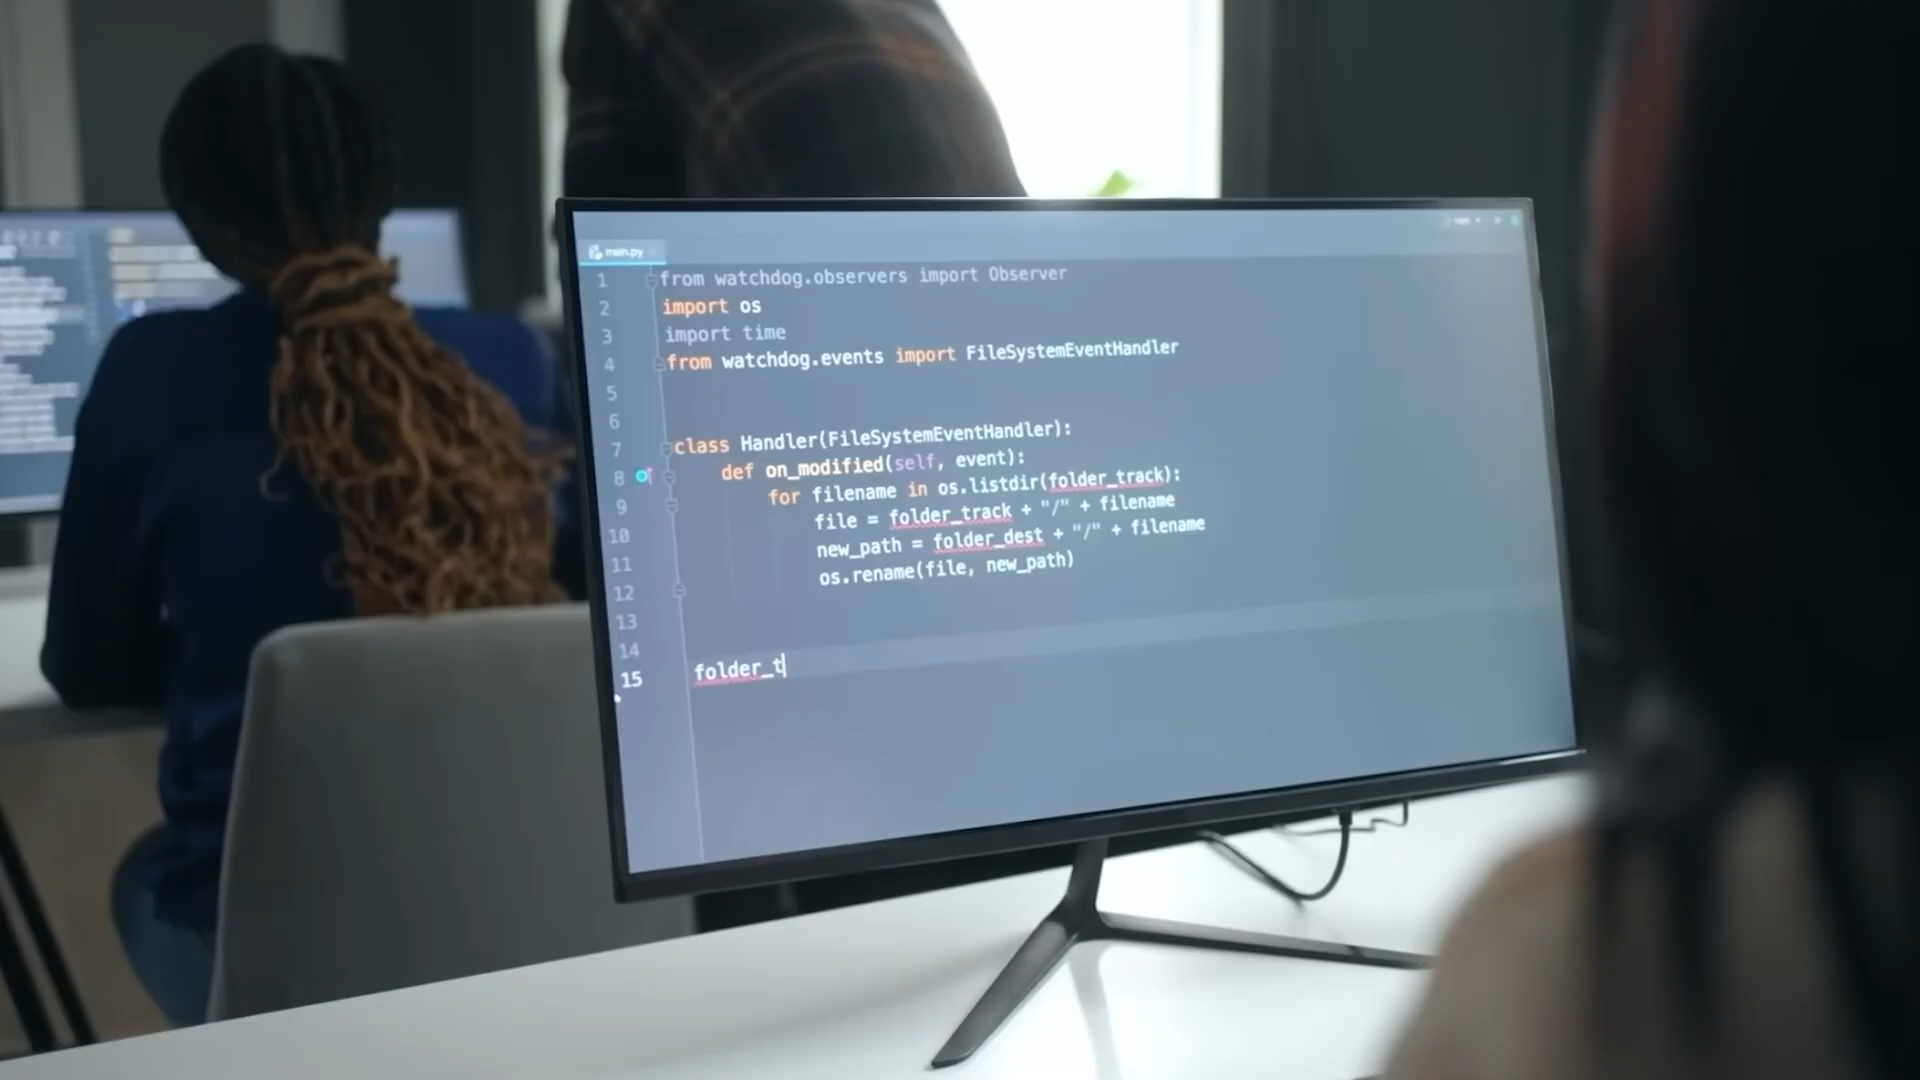 main.py
1 from watchdog.observers import Observer
2 import os
3 import time
4 from watchdog.events import FileSystemEventHandler
5
6
7 class Handler(FileSystemEventHandler):
8 def on_modified(self, event):
9 for filename in os.listdir(folder_track):
10 file = folder_track + "/" + filename
11 new_path = folder_dest + "/" + filename
12 os.rename(file, new_path)
13
14
15 folder_t